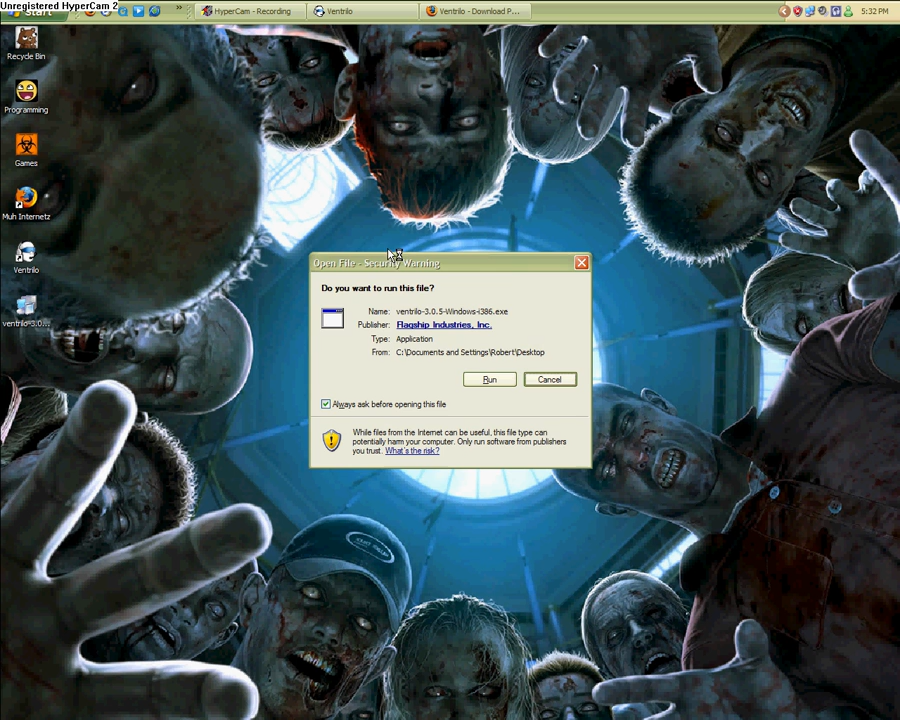 Unregistered HyperCam 2
start
HyperCam - Recording
Ventrilo
Ventrilo - Download P...
5:32 PM
Recycle Bin
Programming
Games
Muh Internetz
Ventrilo
ventrilo-3.0....
Open File - Security Warning
Do you want to run this file?
Name: ventrilo-3.0.5-Windows-i386.exe
Publisher: Flagship Industries, Inc.
Type: Application
From: C:\Documents and Settings\Robert\Desktop
Run
Cancel
Always ask before opening this file
While files from the Internet can be useful, this file type can
potentially harm your computer. Only run software from publishers
you trust. What's the risk?